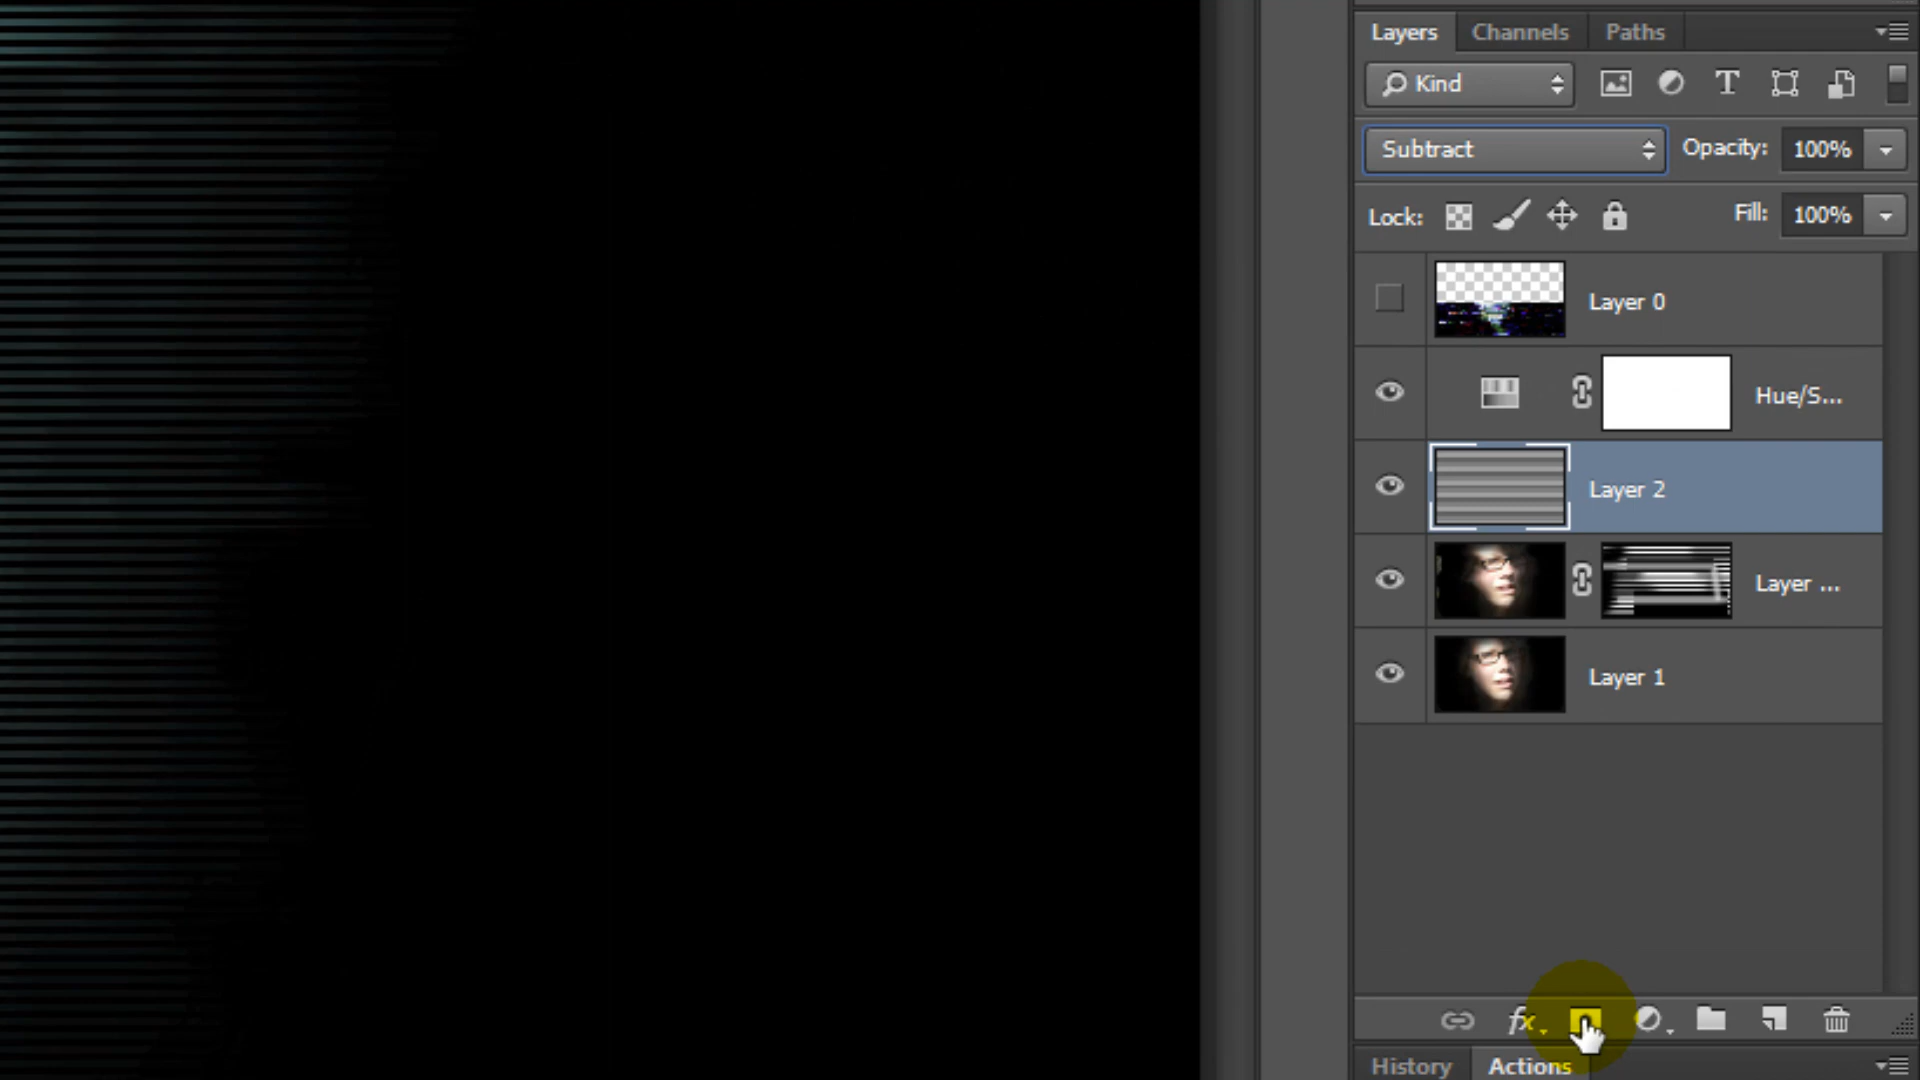 Layers Channels Paths
Kind
Subtract Opacity: 100%
Lock: Fill: 100%
Layer 0
Hue/S...
Layer 2
Layer ...
Layer 1
fx
History Actions